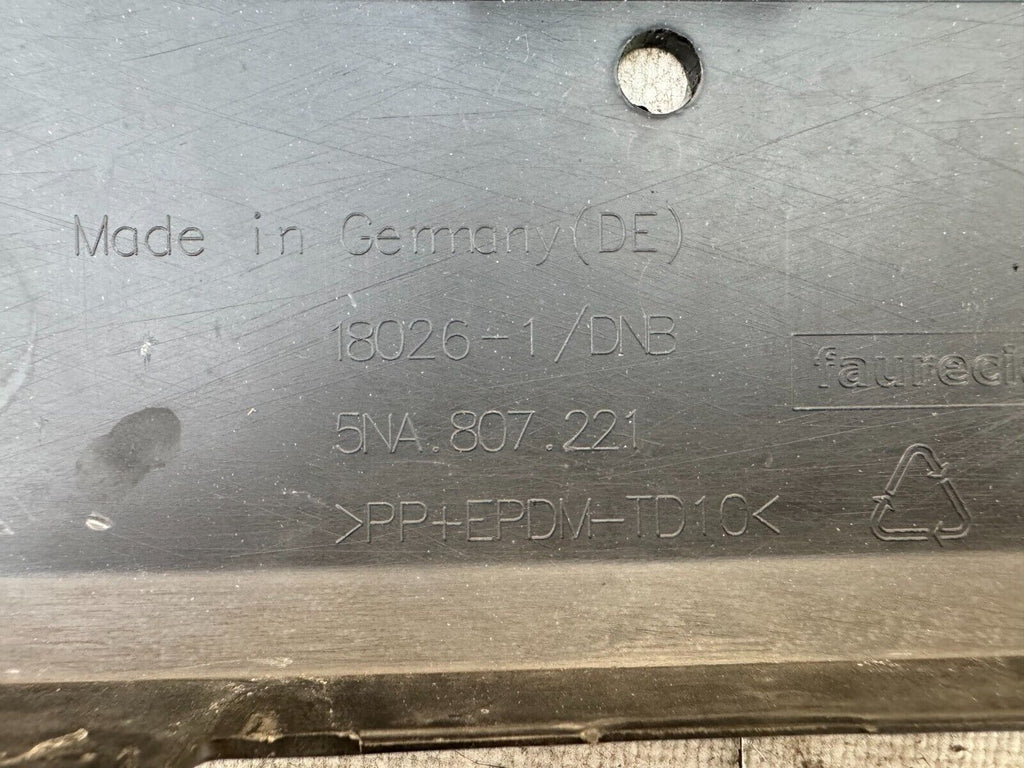 Made in Germany(DE)
18026-1/DNB
faureci
5NA.807.221
>PP+EPDM-TD10<